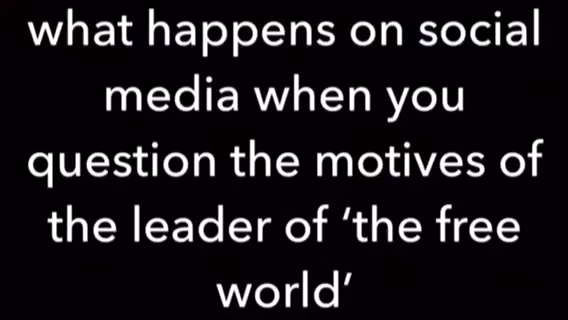 what happens on social
media when you
question the motives of
the leader of ‘the free
world’